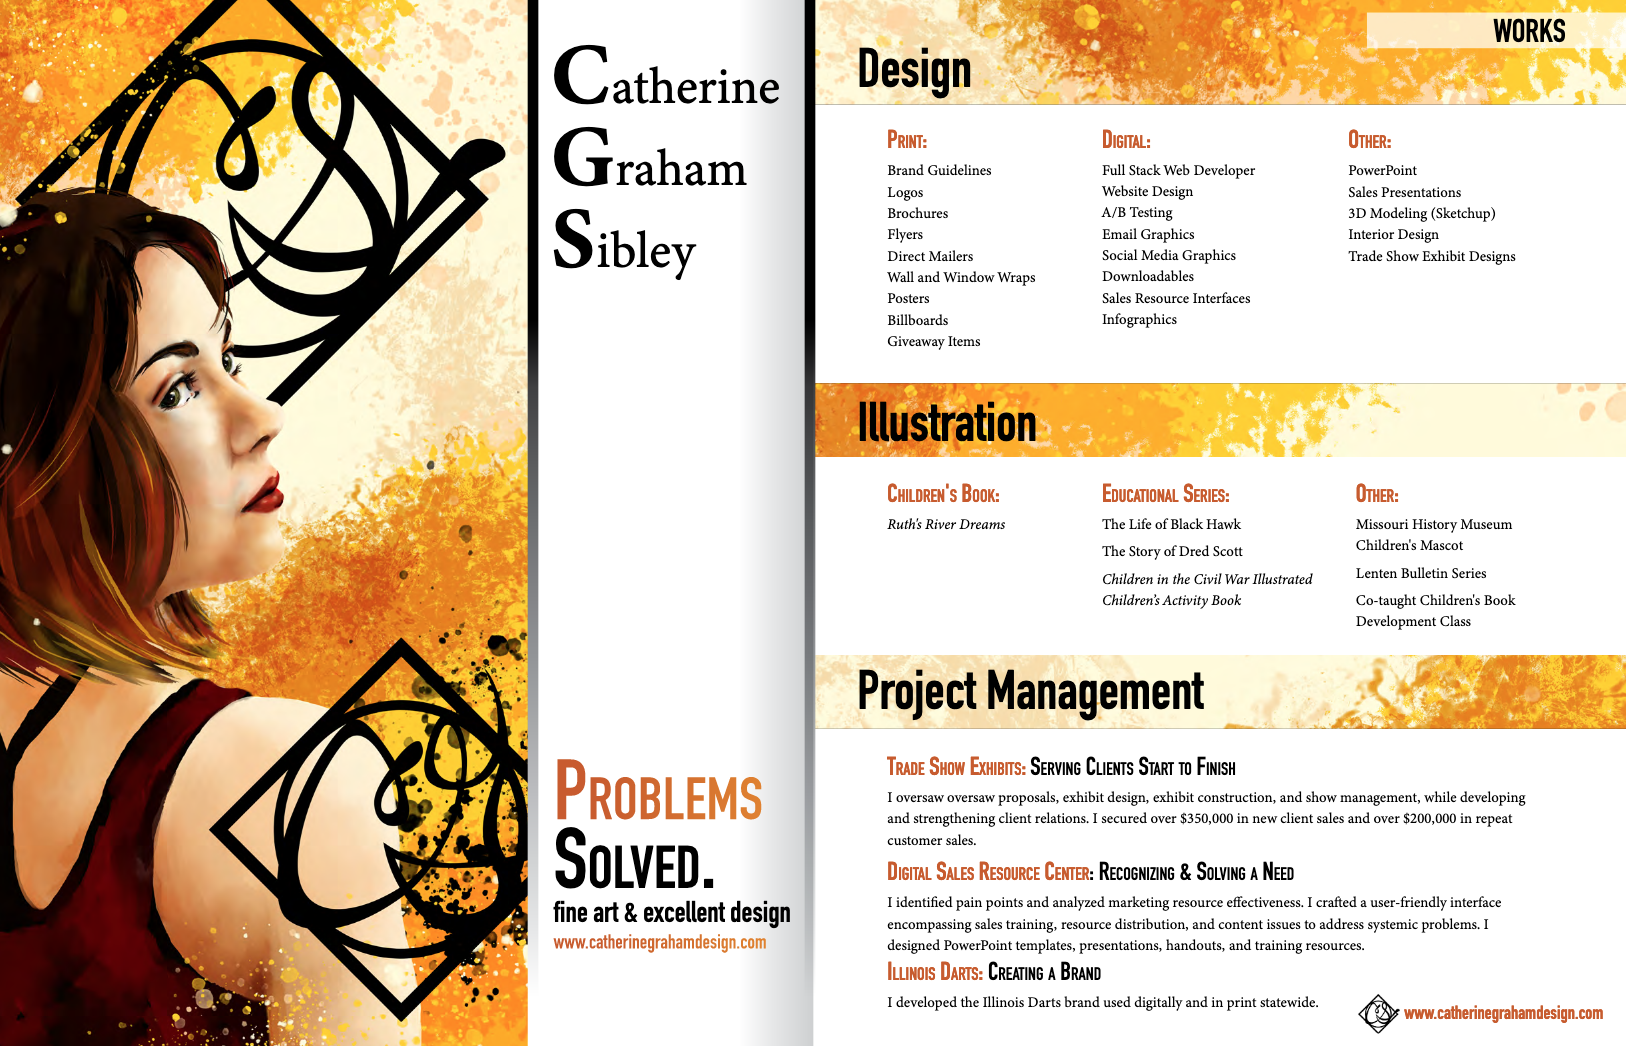 Catherine
Graham
Sibley
Problems
Solved.
fine art & excellent design
www.catherinegrahamdesign.com
WORKS
Design
Print:
Brand Guidelines
Logos
Brochures
Flyers
Direct Mailers
Wall and Window Wraps
Posters
Billboards
Giveaway Items
Digital:
Full Stack Web Developer
Website Design
A/B Testing
Email Graphics
Social Media Graphics
Downloadables
Sales Resource Interfaces
Infographics
Other:
PowerPoint
Sales Presentations
3D Modeling (Sketchup)
Interior Design
Trade Show Exhibit Designs
Illustration
Children's Book:
Ruth's River Dreams
Educational Series:
The Life of Black Hawk
The Story of Dred Scott
Children in the Civil War Illustrated
Children's Activity Book
Other:
Missouri History Museum
Children's Mascot
Lenten Bulletin Series
Co-taught Children's Book
Development Class
Project Management
Trade Show Exhibits: Serving Clients Start to Finish
I oversaw oversaw proposals, exhibit design, exhibit construction, and show management, while developing
and strengthening client relations. I secured over $350,000 in new client sales and over $200,000 in repeat
customer sales.
Digital Sales Resource Center: Recognizing & Solving a Need
I identified pain points and analyzed marketing resource effectiveness. I crafted a user-friendly interface
encompassing sales training, resource distribution, and content issues to address systemic problems. I
designed PowerPoint templates, presentations, handouts, and training resources.
Illinois Darts: Creating a Brand
I developed the Illinois Darts brand used digitally and in print statewide.
www.catherinegrahamdesign.com